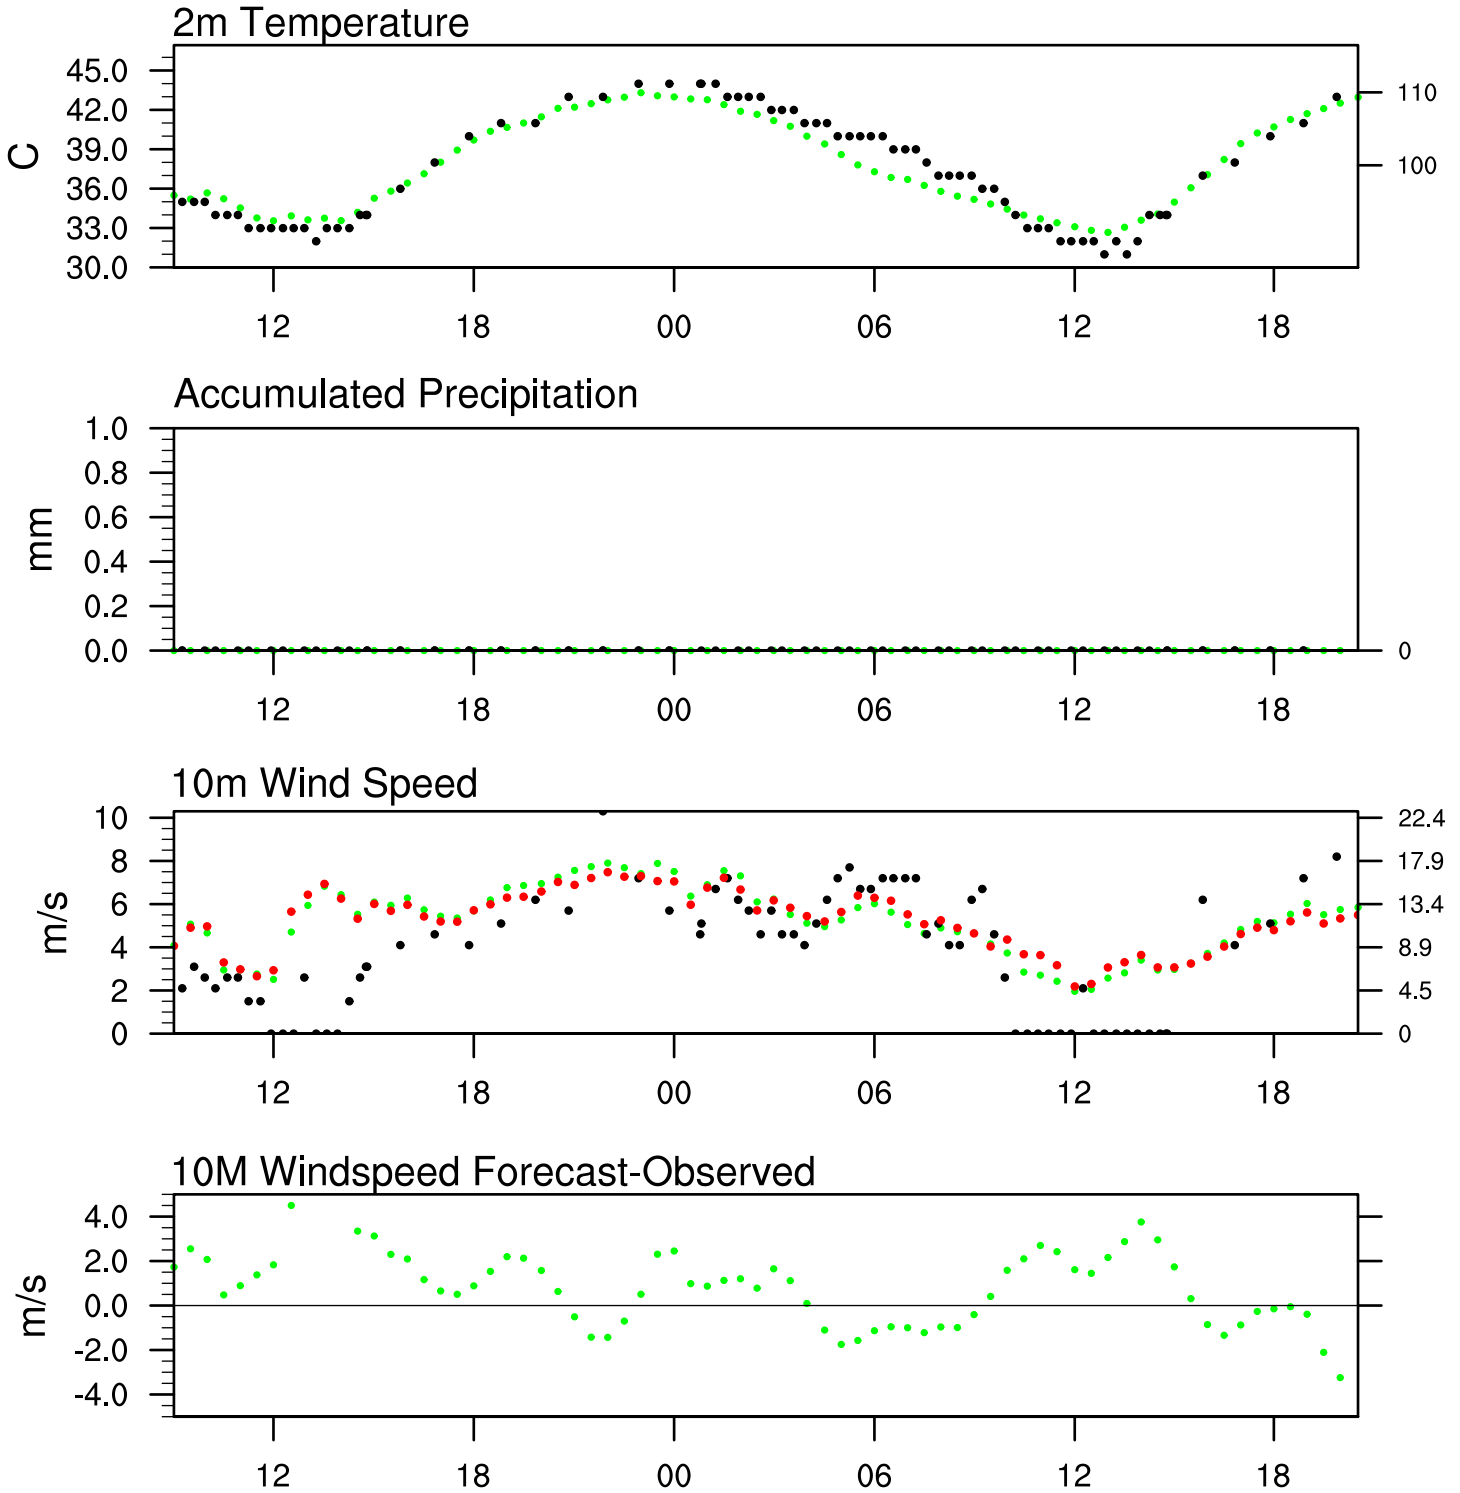 2m Temperature
45.0
42.0
39.0
36.0
33.0
30.0
C
110
100
12 18 00 06 12 18
Accumulated Precipitation
1.0
0.8
0.6
0.4
0.2
0.0
mm
0
12 18 00 06 12 18
10m Wind Speed
10
8
6
4
2
0
m/s
22.4
17.9
13.4
8.9
4.5
0
12 18 00 06 12 18
10M Windspeed Forecast-Observed
4.0
2.0
0.0
-2.0
-4.0
m/s
12 18 00 06 12 18